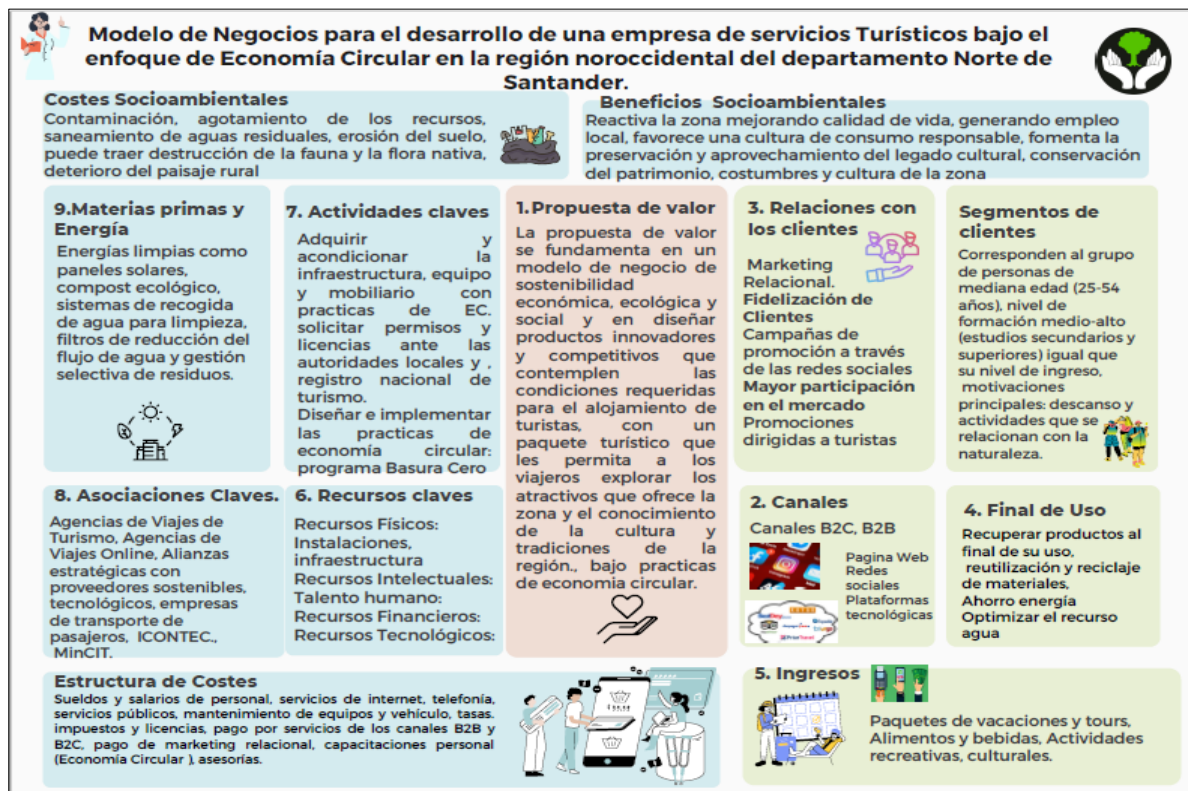 Modelo de Negocios para el desarrollo de una empresa de servicios Turísticos bajo el
enfoque de Economía Circular en la región noroccidental del departamento Norte de
Santander.
Costes Socioambientales
Contaminación, agotamiento de los recursos,
saneamiento de aguas residuales, erosión del suelo,
puede traer destrucción de la fauna y la flora nativa,
deterioro del paisaje rural
Beneficios Socioambientales
Reactiva la zona mejorando calidad de vida, generando empleo
local, favorece una cultura de consumo responsable, fomenta la
preservación y aprovechamiento del legado cultural, conservación
del patrimonio, costumbres y cultura de la zona
9.Materias primas y
Energía
Energías limpias como
paneles solares,
compost ecológico,
sistemas de recogida
de agua para limpieza,
filtros de reducción del
flujo de agua y gestión
selectiva de residuos.
7. Actividades claves
Adquirir y
acondicionar la
infraestructura, equipo
y mobiliario con
practicas de EC.
solicitar permisos y
licencias ante las
autoridades locales y ,
registro nacional de
turismo.
Diseñar e implementar
las practicas de
economía circular:
programa Basura Cero
1.Propuesta de valor
La propuesta de valor
se fundamenta en un
modelo de negocio de
sostenibilidad
económica, ecológica y
social y en diseñar
productos innovadores
y competitivos que
contemplen las
condiciones requeridas
para el alojamiento de
turistas, con un
paquete turístico que
les permita a los
viajeros explorar los
atractivos que ofrece la
zona y el conocimiento
de la cultura y
tradiciones de la
región., bajo practicas
de economia circular.
3. Relaciones con
los clientes
Marketing
Relacional.
Fidelización de
Clientes
Campañas de
promoción a través
de las redes sociales
Mayor participación
en el mercado
Promociones
dirigidas a turistas
Segmentos de
clientes
Corresponden al grupo
de personas de
mediana edad (25-54
años), nivel de
formación medio-alto
(estudios secundarios y
superiores) igual que
su nivel de ingreso,
motivaciones
principales: descanso y
actividades que se
relacionan con la
naturaleza.
8. Asociaciones Claves.
Agencias de Viajes de
Turismo, Agencias de
Viajes Online, Alianzas
estratégicas con
proveedores sostenibles,
tecnológicos, empresas
de transporte de
pasajeros, ICONTEC.,
MinCIT.
6. Recursos claves
Recursos Físicos:
Instalaciones,
infraestructura
Recursos Intelectuales:
Talento humano:
Recursos Financieros:
Recursos Tecnológicos:
2. Canales
Canales B2C, B2B
Pagina Web
Redes
sociales
Plataformas
tecnológicas
4. Final de Uso
Recuperar productos al
final de su uso,
reutilización y reciclaje
de materiales,
Ahorro energía
Optimizar el recurso
agua
Estructura de Costes
Sueldos y salarios de personal, servicios de internet, telefonía,
servicios públicos, mantenimiento de equipos y vehículo, tasas.
impuestos y licencias, pago por servicios de los canales B2B y
B2C, pago de marketing relacional, capacitaciones personal
(Economía Circular ), asesorías.
5. Ingresos
Paquetes de vacaciones y tours,
Alimentos y bebidas, Actividades
recreativas, culturales.